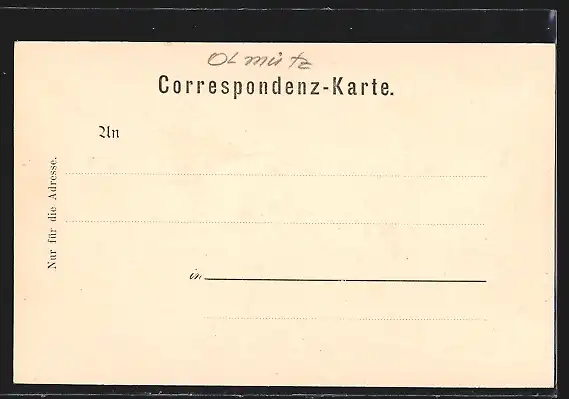 Olmütz
Correspondenz-Karte.
An
Nur für die Adresse.
in